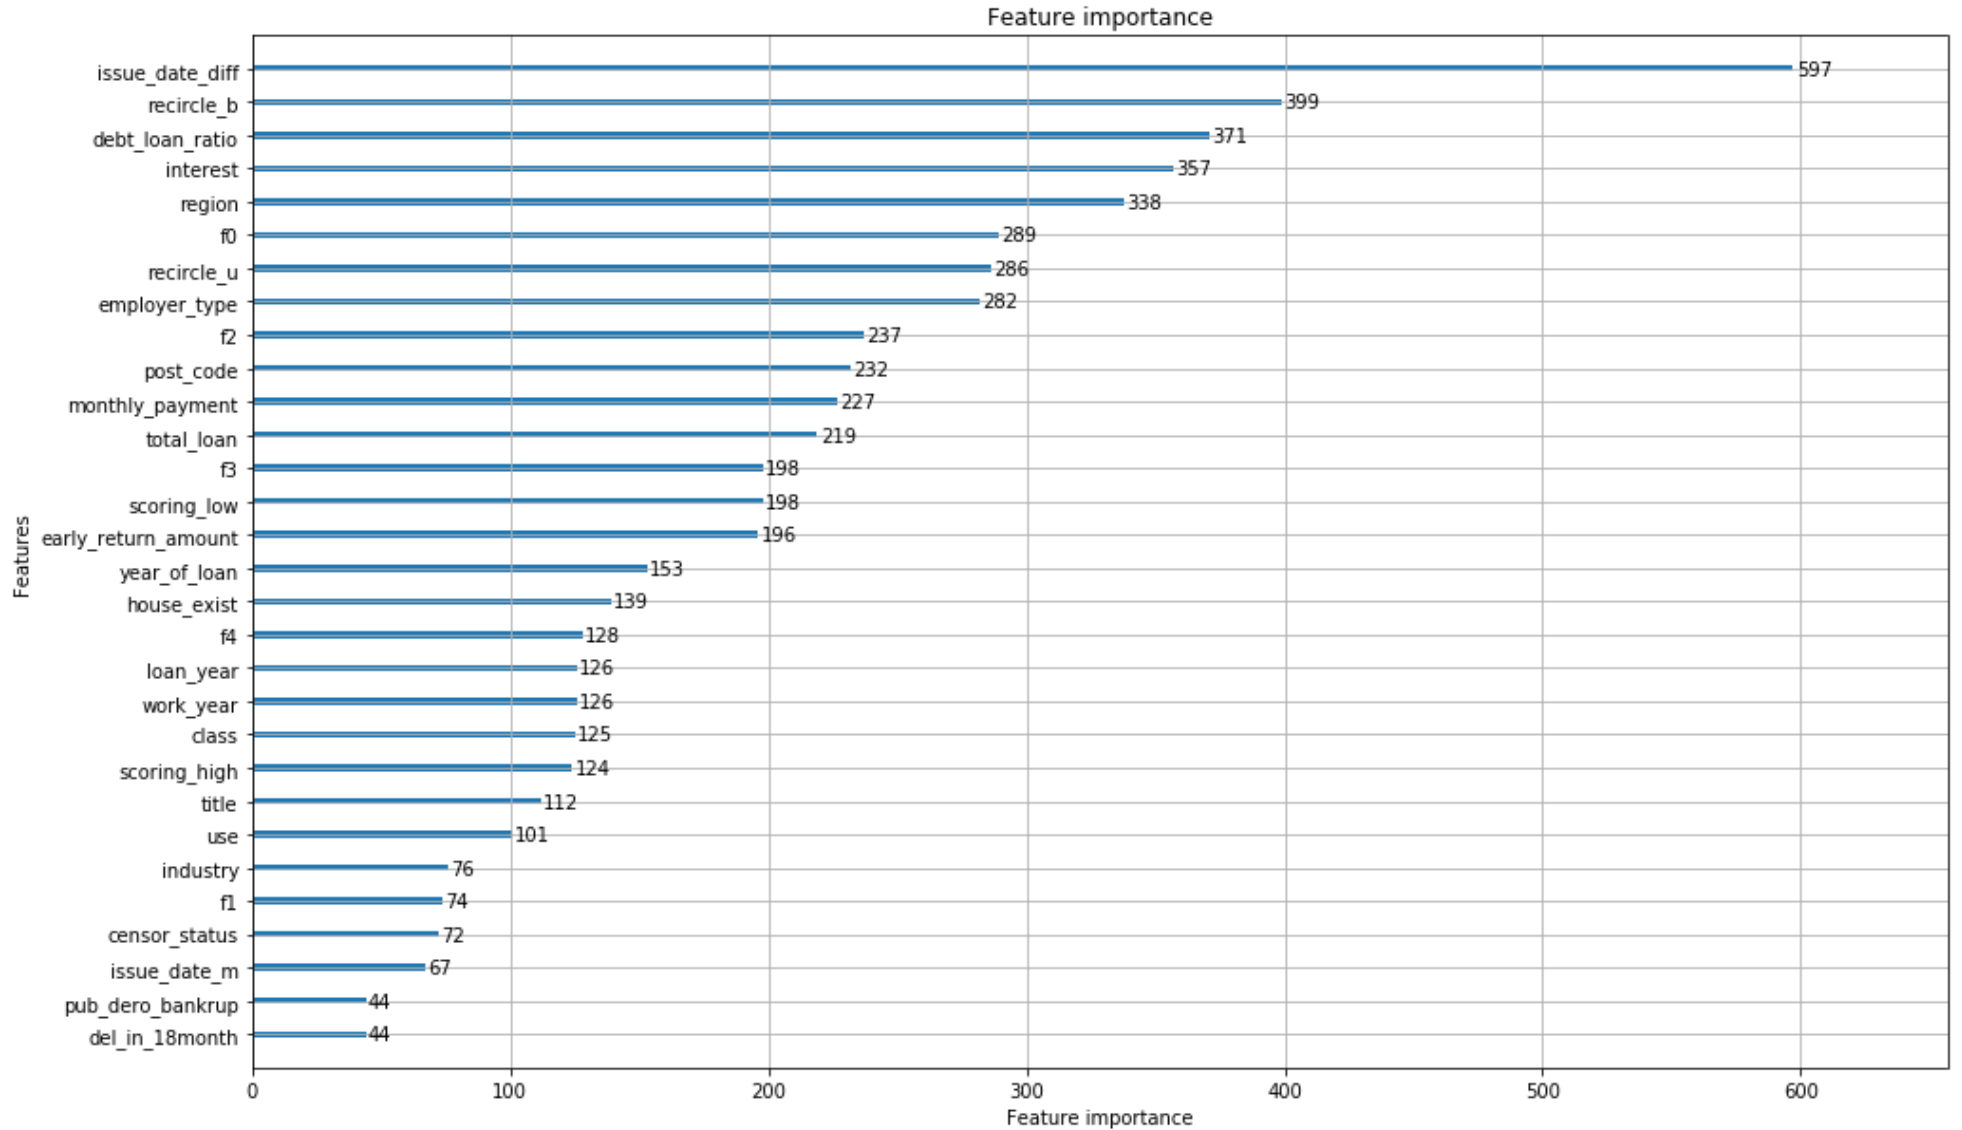 Feature importance
issue_date_diff 597
recircle_b 399
debt_loan_ratio 371
interest 357
region 338
f0 289
recircle_u 286
employer_type 282
f2 237
post_code 232
monthly_payment 227
total_loan 219
f3 198
scoring_low 198
early_return_amount 196
year_of_loan 153
house_exist 139
f4 128
loan_year 126
work_year 126
class 125
scoring_high 124
title 112
use 101
industry 76
f1 74
censor_status 72
issue_date_m 67
pub_dero_bankrup 44
del_in_18month 44
Features
0 100 200 300 400 500 600
Feature importance